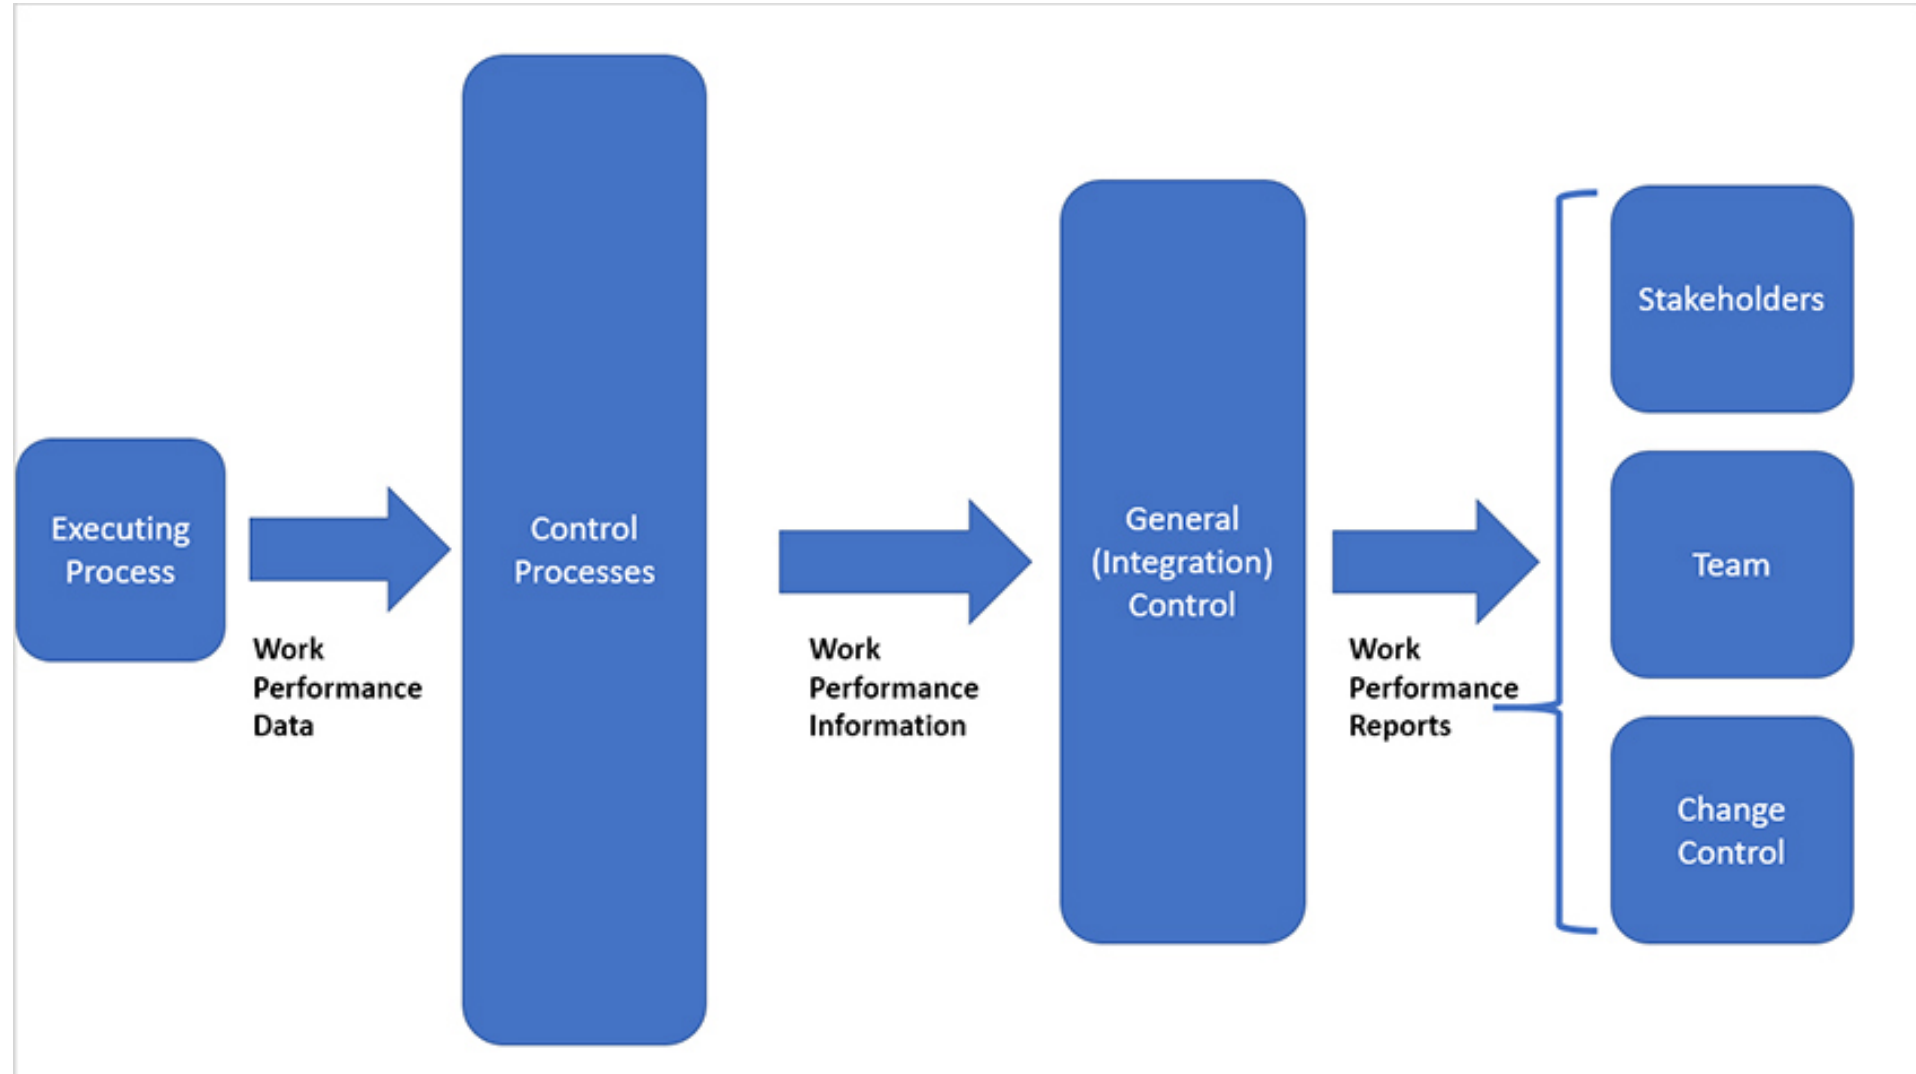 Executing
Process
Work
Performance
Data
Control
Processes
Work
Performance
Information
General
(Integration)
Control
Work
Performance
Reports
Stakeholders
Team
Change
Control